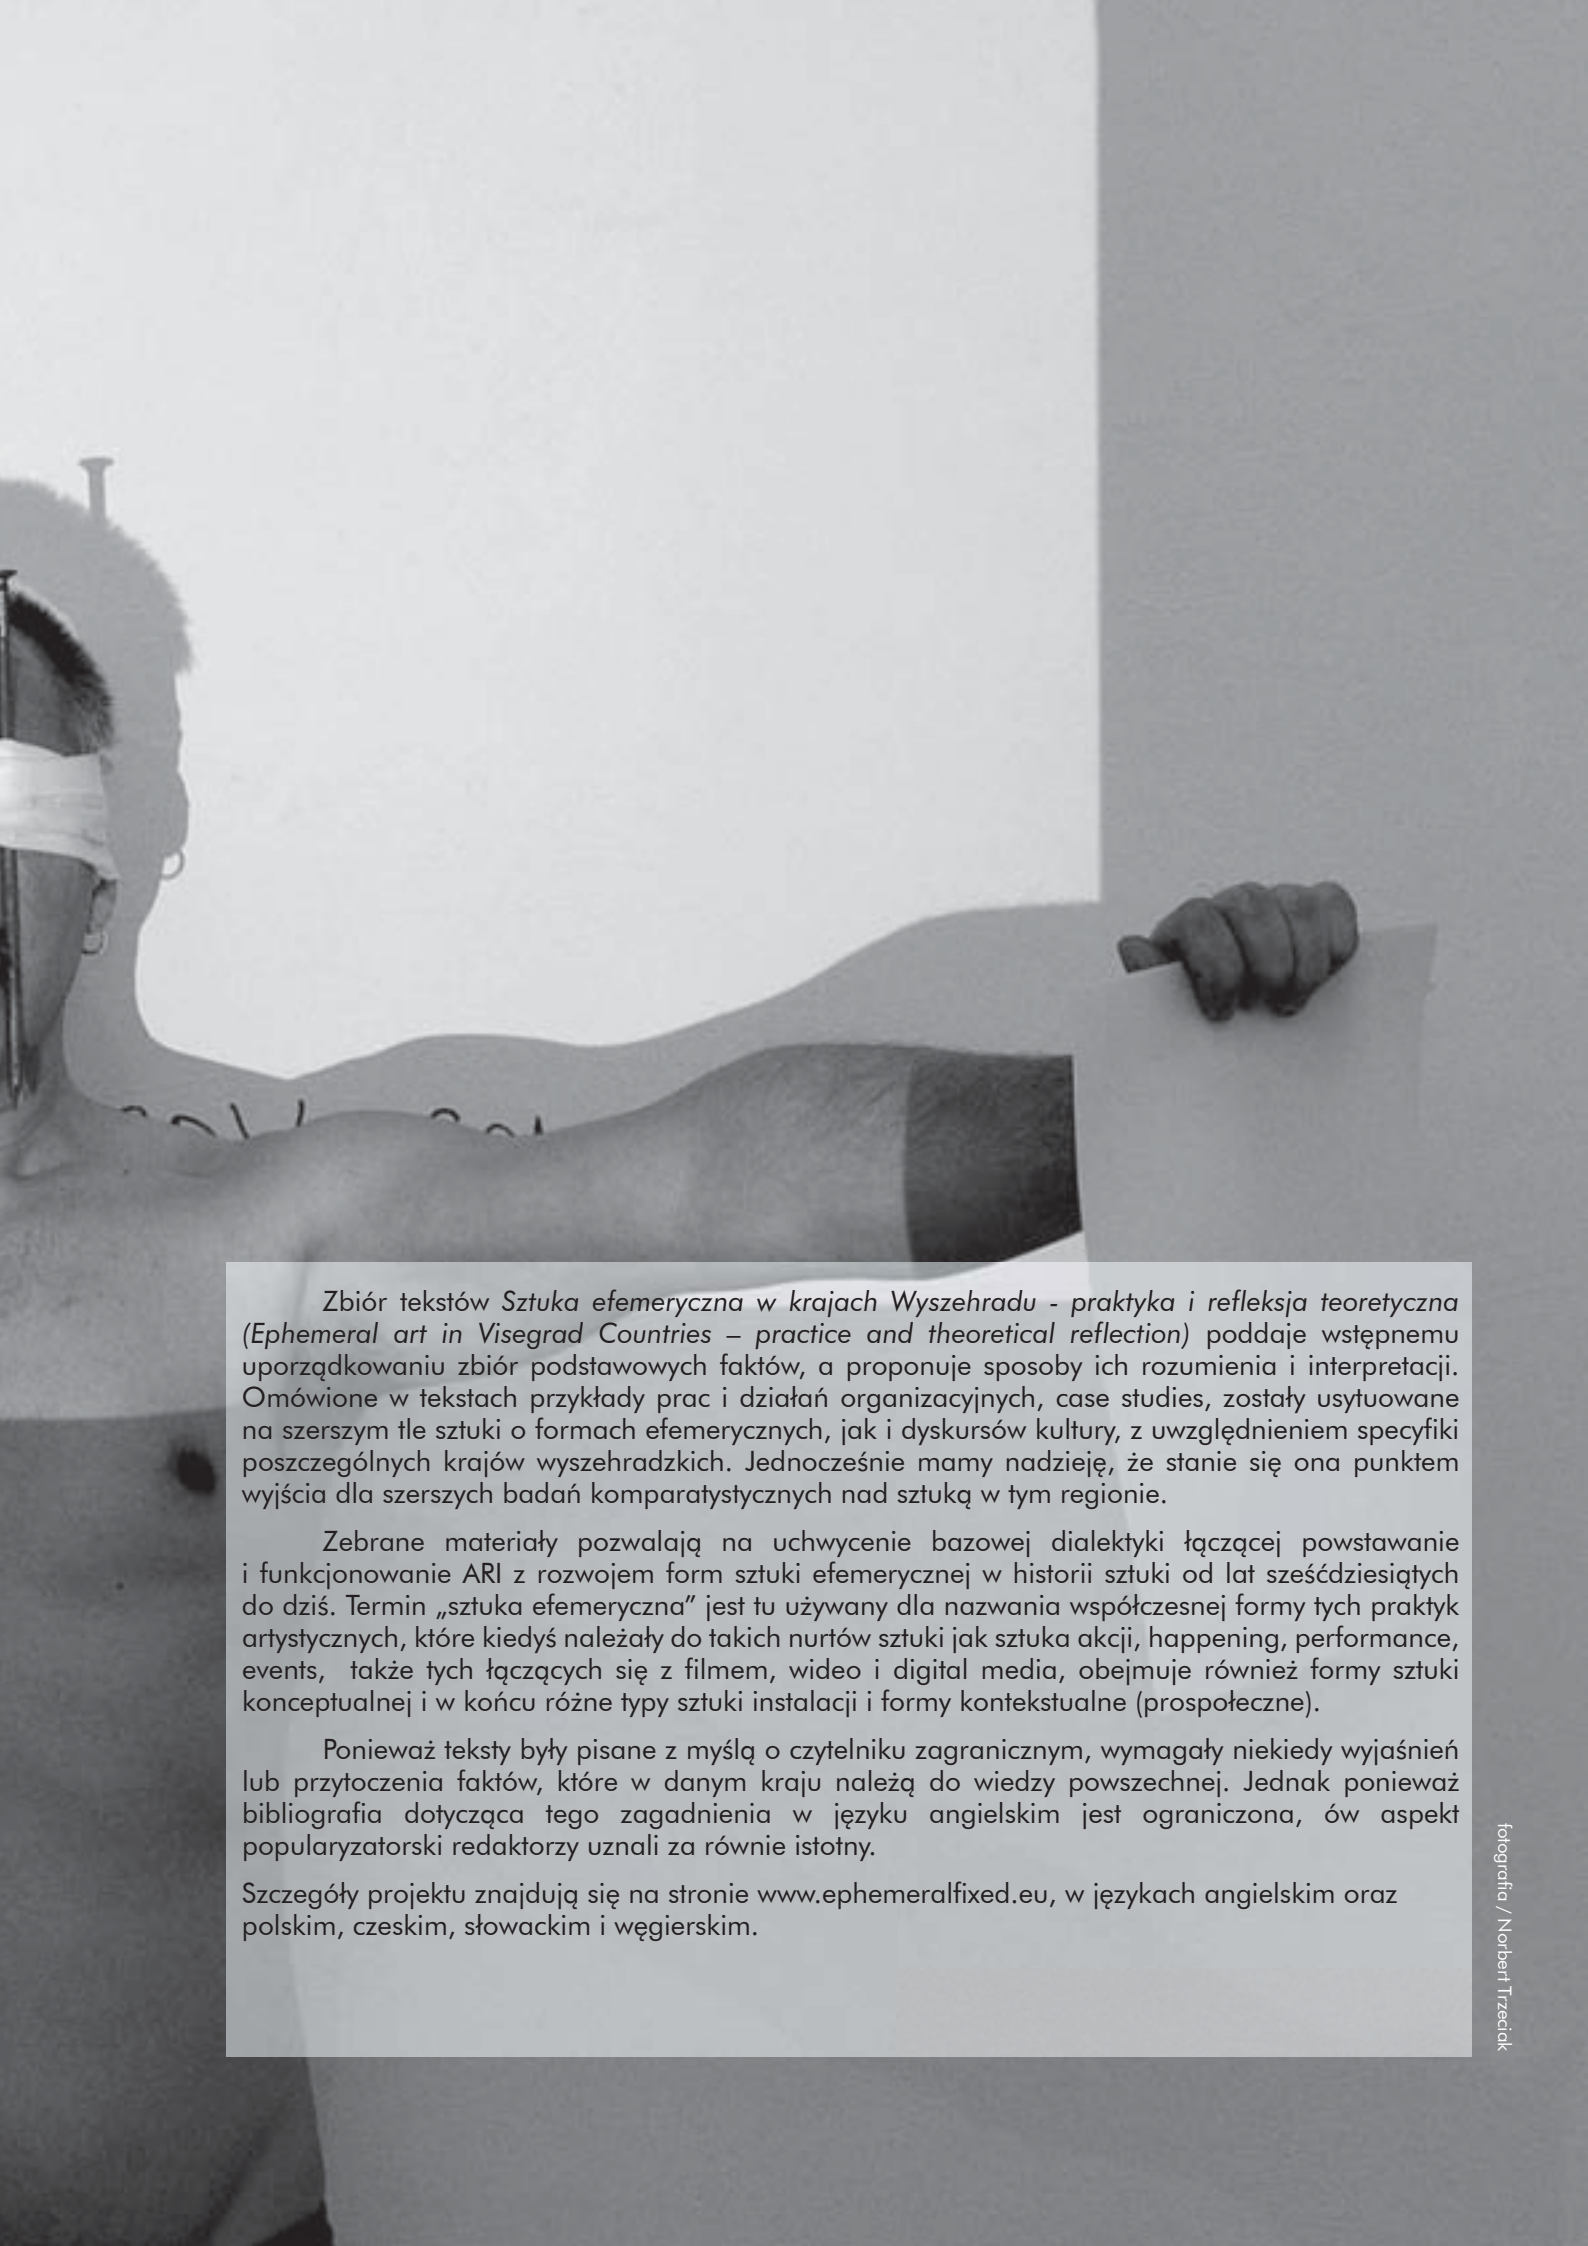 Zbiór tekstów Sztuka efemeryczna w krajach Wyszehradu - praktyka i refleksja teoretyczna
(Ephemeral art in Visegrad Countries – practice and theoretical reflection) poddaje wstępnemu
uporządkowaniu zbiór podstawowych faktów, a proponuje sposoby ich rozumienia i interpretacji.
Omówione w tekstach przykłady prac i działań organizacyjnych, case studies, zostały usytuowane
na szerszym tle sztuki o formach efemerycznych, jak i dyskursów kultury, z uwzględnieniem specyfiki
poszczególnych krajów wyszehradzkich. Jednocześnie mamy nadzieję, że stanie się ona punktem
wyjścia dla szerszych badań komparatystycznych nad sztuką w tym regionie.
Zebrane materiały pozwalają na uchwycenie bazowej dialektyki łączącej powstawanie
i funkcjonowanie ARI z rozwojem form sztuki efemerycznej w historii sztuki od lat sześćdziesiątych
do dziś. Termin „sztuka efemeryczna” jest tu używany dla nazwania współczesnej formy tych praktyk
artystycznych, które kiedyś należały do takich nurtów sztuki jak sztuka akcji, happening, performance,
events, także tych łączących się z filmem, wideo i digital media, obejmuje również formy sztuki
konceptualnej i w końcu różne typy sztuki instalacji i formy kontekstualne (prospołeczne).
Ponieważ teksty były pisane z myślą o czytelniku zagranicznym, wymagały niekiedy wyjaśnień
lub przytoczenia faktów, które w danym kraju należą do wiedzy powszechnej. Jednak ponieważ
bibliografia dotycząca tego zagadnienia w języku angielskim jest ograniczona, ów aspekt
popularyzatorski redaktorzy uznali za równie istotny.
Szczegóły projektu znajdują się na stronie www.ephemeralfixed.eu, w językach angielskim oraz
polskim, czeskim, słowackim i węgierskim.
fotografia / Norbert Trzeciak